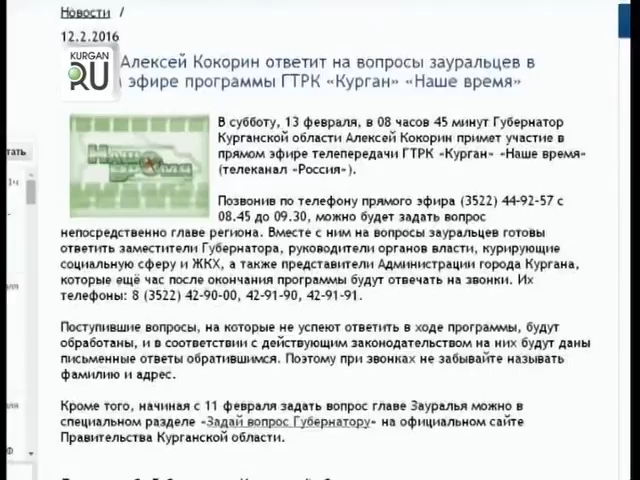 Новости /
12.2.2016
KURGAN
RU
Алексей Кокорин ответит на вопросы зауральцев в
эфире программы ГТРК «Курган» «Наше время»
Наше
Время
В субботу, 13 февраля, в 08 часов 45 минут Губернатор
Курганской области Алексей Кокорин примет участие в
прямом эфире телепередачи ГТРК «Курган» «Наше время»
(телеканал «Россия»).
Позвонив по телефону прямого эфира (3522) 44-92-57 с
08.45 до 09.30, можно будет задать вопрос
непосредственно главе региона. Вместе с ним на вопросы зауральцев готовы
ответить заместители Губернатора, руководители органов власти, курирующие
социальную сферу и ЖКХ, а также представители Администрации города Кургана,
которые ещё час после окончания программы будут отвечать на звонки. Их
телефоны: 8 (3522) 42-90-00, 42-91-90, 42-91-91.
Поступившие вопросы, на которые не успеют ответить в ходе программы, будут
обработаны, и в соответствии с действующим законодательством на них будут даны
письменные ответы обратившимся. Поэтому при звонках не забывайте называть
фамилию и адрес.
Кроме того, начиная с 11 февраля задать вопрос главе Зауралья можно в
специальном разделе «Задай вопрос Губернатору» на официальном сайте
Правительства Курганской области.